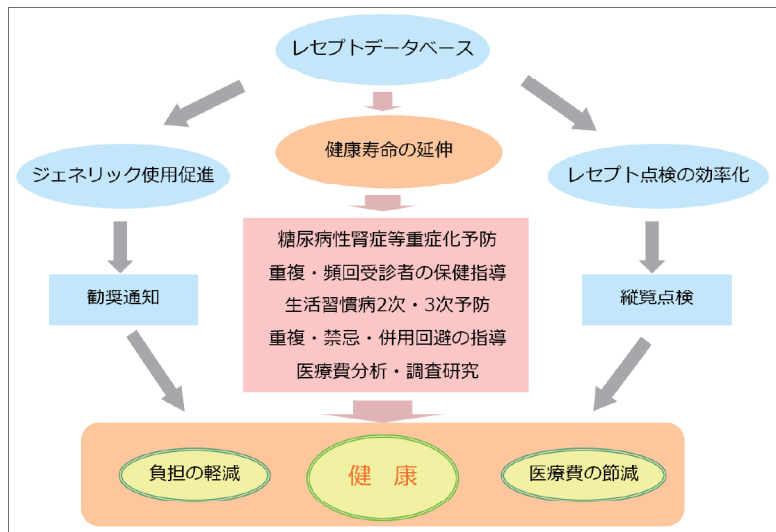 レセプトデータベース
健康寿命の延伸
ジェネリック使用促進
レセプト点検の効率化
糖尿病性腎症等重症化予防
重複・頻回受診者の保健指導
生活習慣病2次・3次予防
重複・禁忌・併用回避の指導
医療費分析・調査研究
勧奨通知
縦覧点検
負担の軽減
健 康
医療費の節減